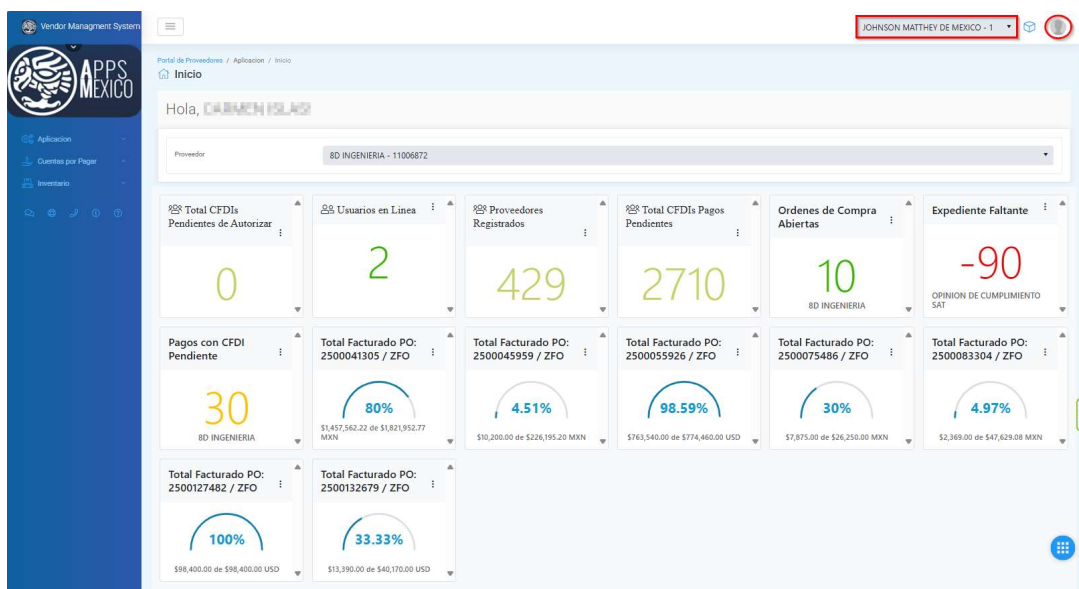 Vendor Managment System
JOHNSON MATTHEY DE MEXICO - 1
APPS
MEXICO
Portal de Proveedores / Aplicacion / Inicio
Inicio
Hola,
Aplicacion
Cuentas por Pagar
Inventario
Proveedor
8D INGENIERIA - 11006872
Total CFDIs
Pendientes de Autorizar
0
Usuarios en Linea
2
Proveedores
Registrados
429
Total CFDIs Pagos
Pendientes
2710
Ordenes de Compra
Abiertas
10
8D INGENIERIA
Expediente Faltante
-90
OPINION DE CUMPLIMIENTO
SAT
Pagos con CFDI
Pendiente
30
8D INGENIERIA
Total Facturado PO:
2500041305 / ZFO
80%
$1,457,562.22 de $1,821,952.77
MXN
Total Facturado PO:
2500045959 / ZFO
4.51%
$10,200.00 de $226,195.20 MXN
Total Facturado PO:
2500055926 / ZFO
98.59%
$763,540.00 de $774,460.00 USD
Total Facturado PO:
2500075486 / ZFO
30%
$7,875.00 de $26,250.00 MXN
Total Facturado PO:
2500083304 / ZFO
4.97%
$2,369.00 de $47,629.08 MXN
Total Facturado PO:
2500127482 / ZFO
100%
$98,400.00 de $98,400.00 USD
Total Facturado PO:
2500132679 / ZFO
33.33%
$13,390.00 de $40,170.00 USD